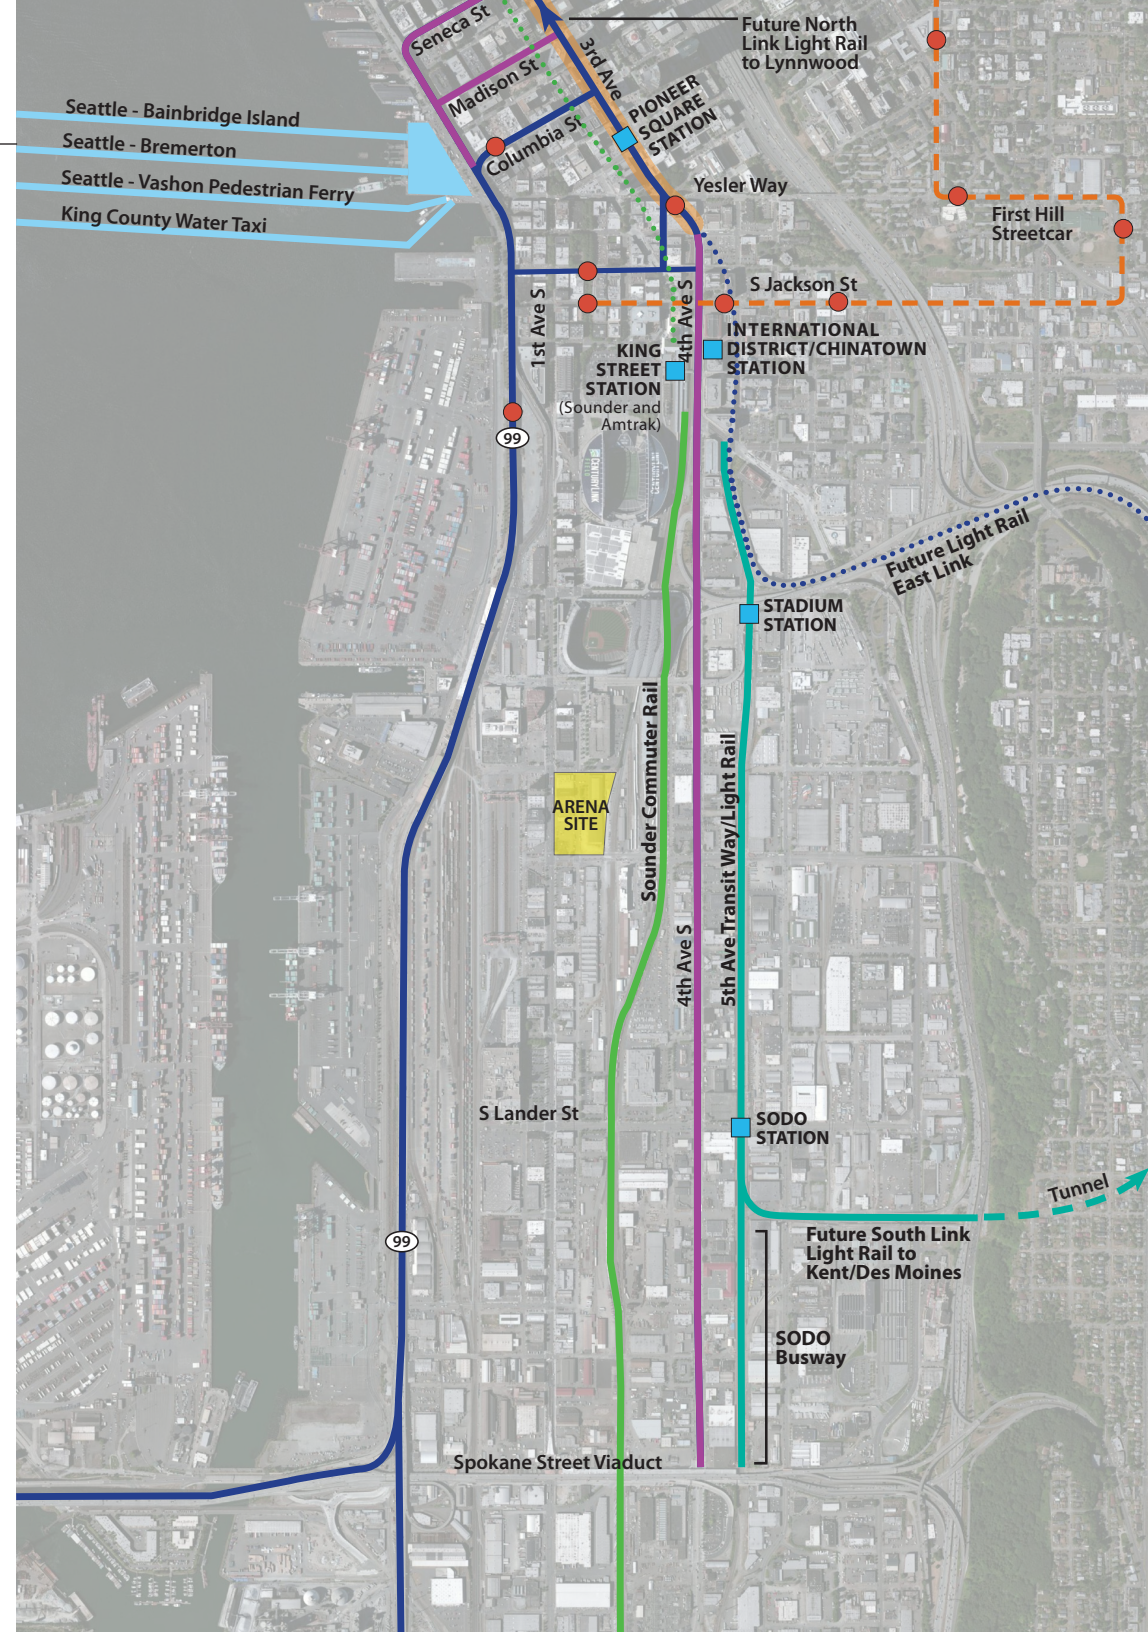 Seneca St
Madison St
Columbia St
3rd Ave
Future North
Link Light Rail
to Lynnwood
PIONEER
SQUARE
STATION
Seattle - Bainbridge Island
Seattle - Bremerton
Seattle - Vashon Pedestrian Ferry
King County Water Taxi
Yesler Way
First Hill
Streetcar
S Jackson St
1st Ave S
4th Ave S
INTERNATIONAL
DISTRICT/CHINATOWN
STATION
KING
STREET
STATION
(Sounder and
Amtrak)
99
CENTURYLINK
Future Light Rail
East Link
STADIUM
STATION
Sounder Commuter Rail
5th Ave Transit Way/Light Rail
ARENA
SITE
4th Ave S
S Lander St
SODO
STATION
Tunnel
99
Future South Link
Light Rail to
Kent/Des Moines
SODO
Busway
Spokane Street Viaduct